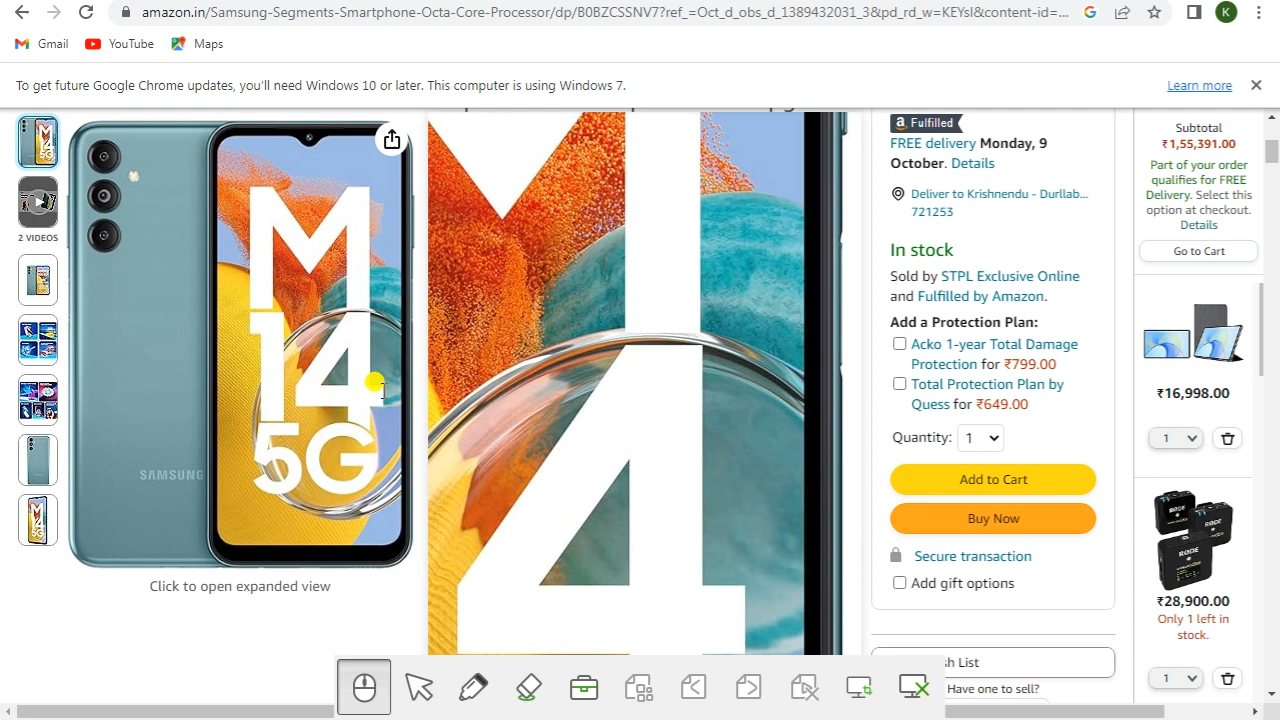 amazon.in/Samsung-Segments-Smartphone-Octa-Core-Processor/dp/B0BZCSSNV7?ref_=Oct_d_obs_d_1389432031_3&pd_rd_w=KEYsI&content-id=...
K
Gmail
YouTube
Maps
To get future Google Chrome updates, you'll need Windows 10 or later. This computer is using Windows 7.
Learn more
2 VIDEOS
SAMSUNG
M
14
5G
Click to open expanded view
4
a Fulfilled
FREE delivery Monday, 9
October. Details
Deliver to Krishnendu - Durllab...
721253
In stock
Sold by STPL Exclusive Online
and Fulfilled by Amazon.
Add a Protection Plan:
Acko 1-year Total Damage
Protection for ₹799.00
Total Protection Plan by
Quess for ₹649.00
Quantity: 1
Add to Cart
Buy Now
Secure transaction
Add gift options
sh List
Have one to sell?
Subtotal
₹1,55,391.00
Part of your order
qualifies for FREE
Delivery. Select this
option at checkout.
Details
Go to Cart
₹16,998.00
1
RØDE
RØDE
RØDE
₹28,900.00
Only 1 left in
stock.
1